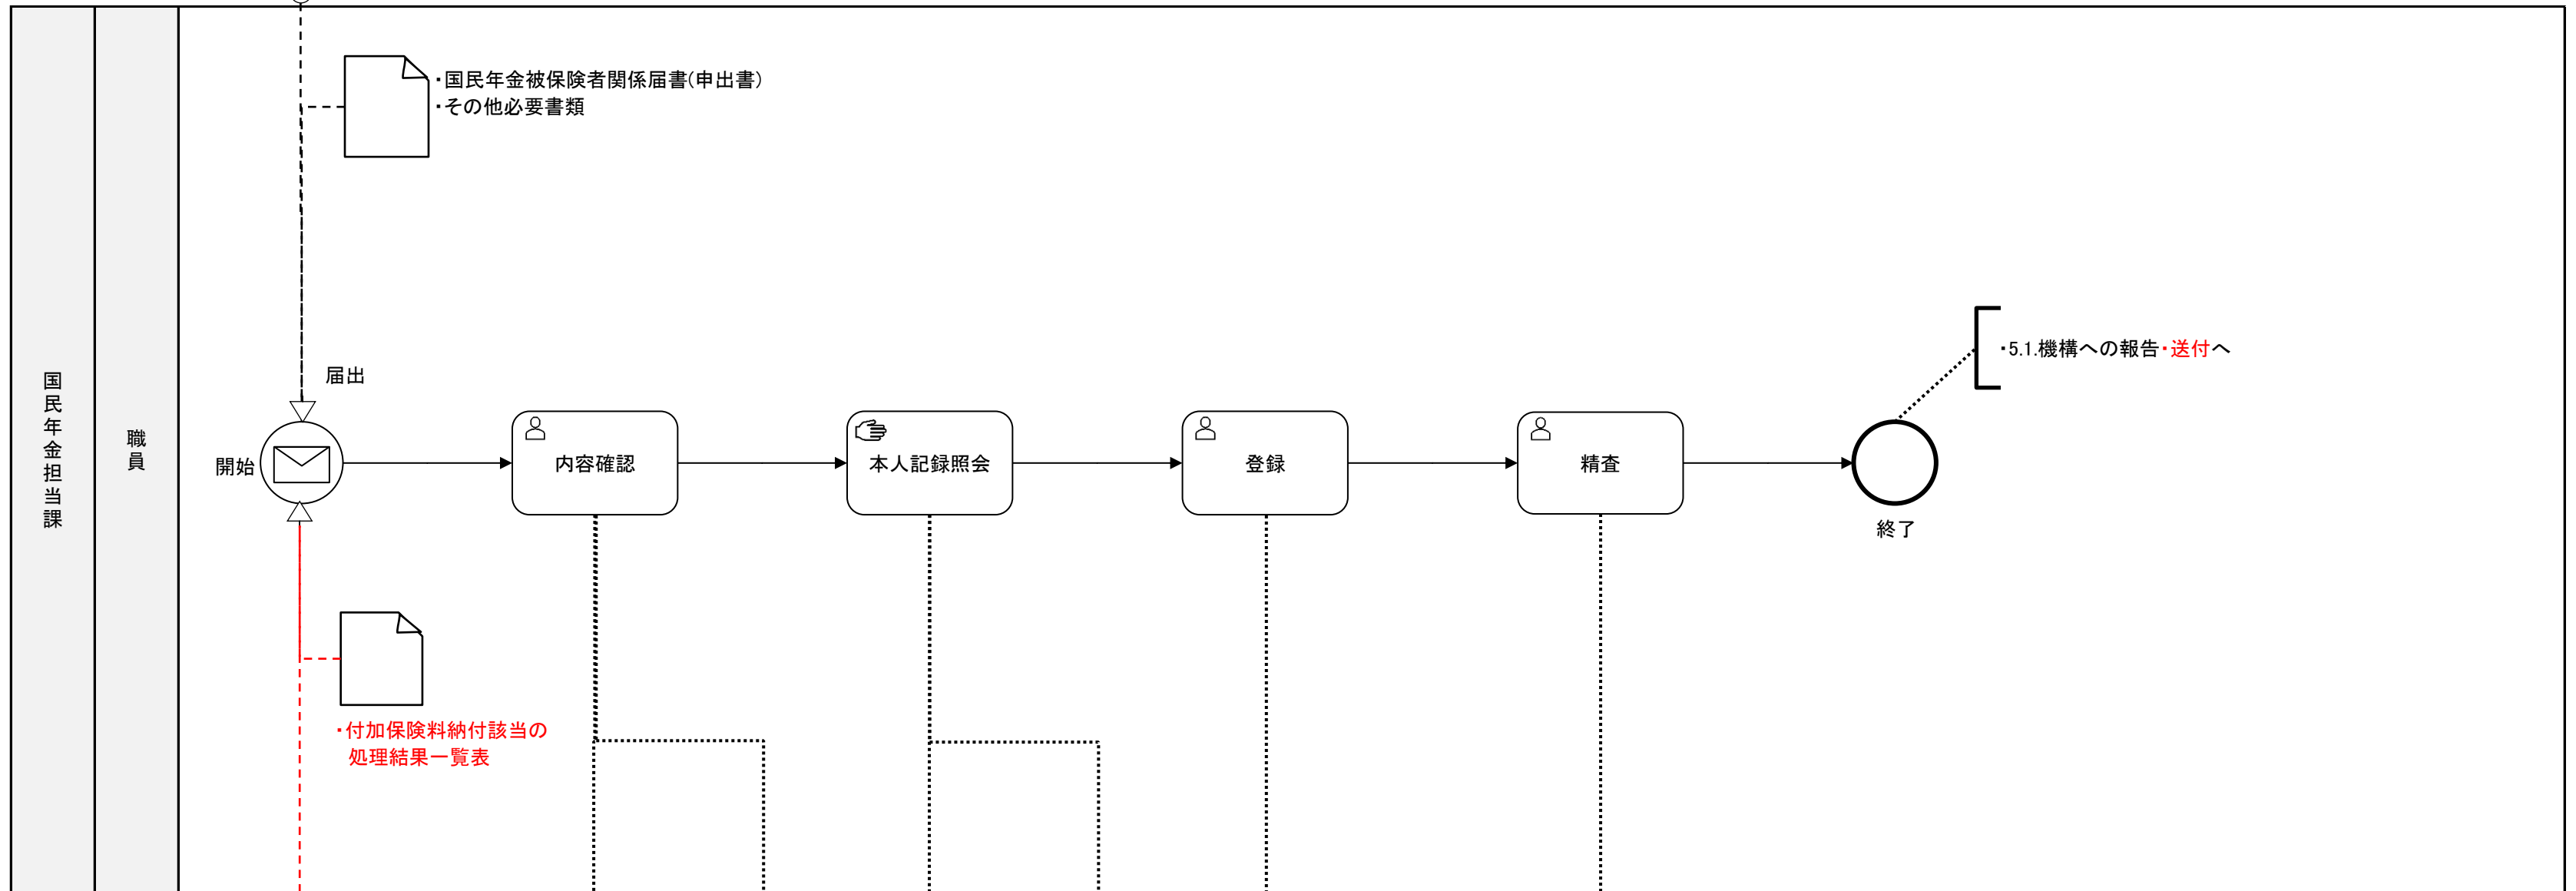 国民年金担当課
職員
・国民年金被保険者関係届書(申出書)
・その他必要書類
届出
開始
内容確認
本人記録照会
登録
精査
終了
・5.1.機構への報告・送付へ
・付加保険料納付該当の
処理結果一覧表